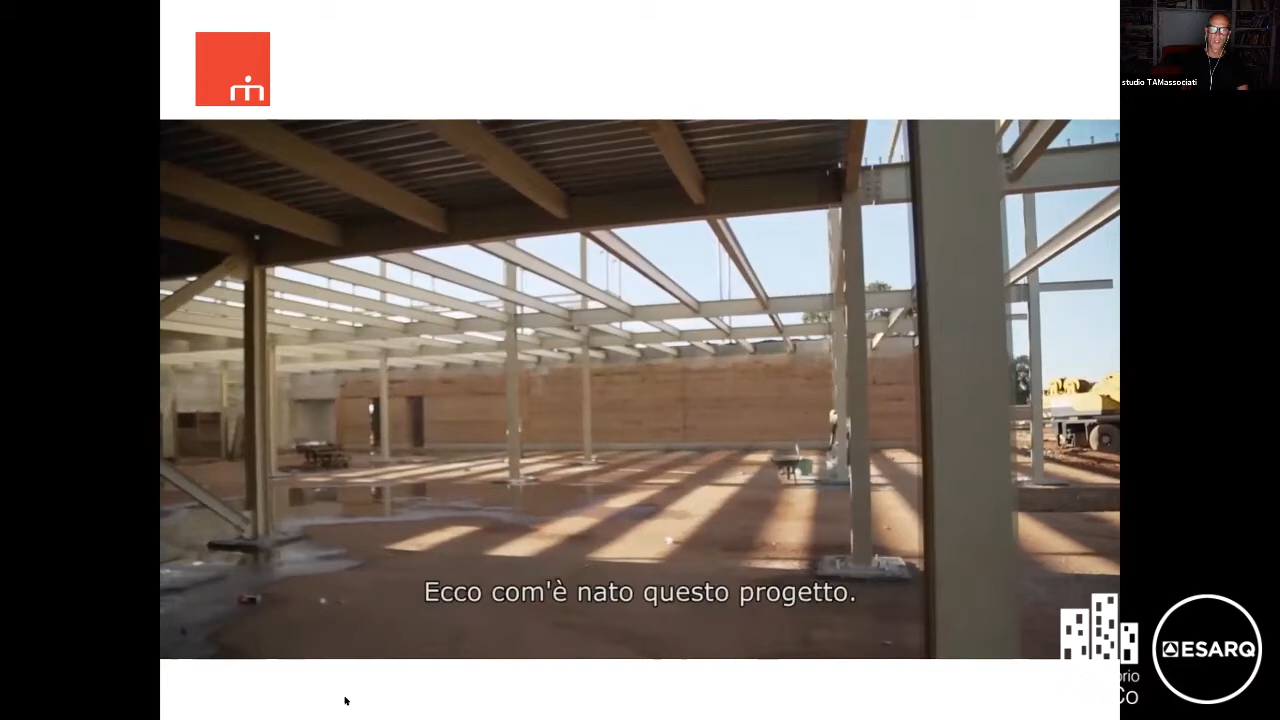 studio TAMassociati
Ecco com'è nato questo progetto.
ESARQ